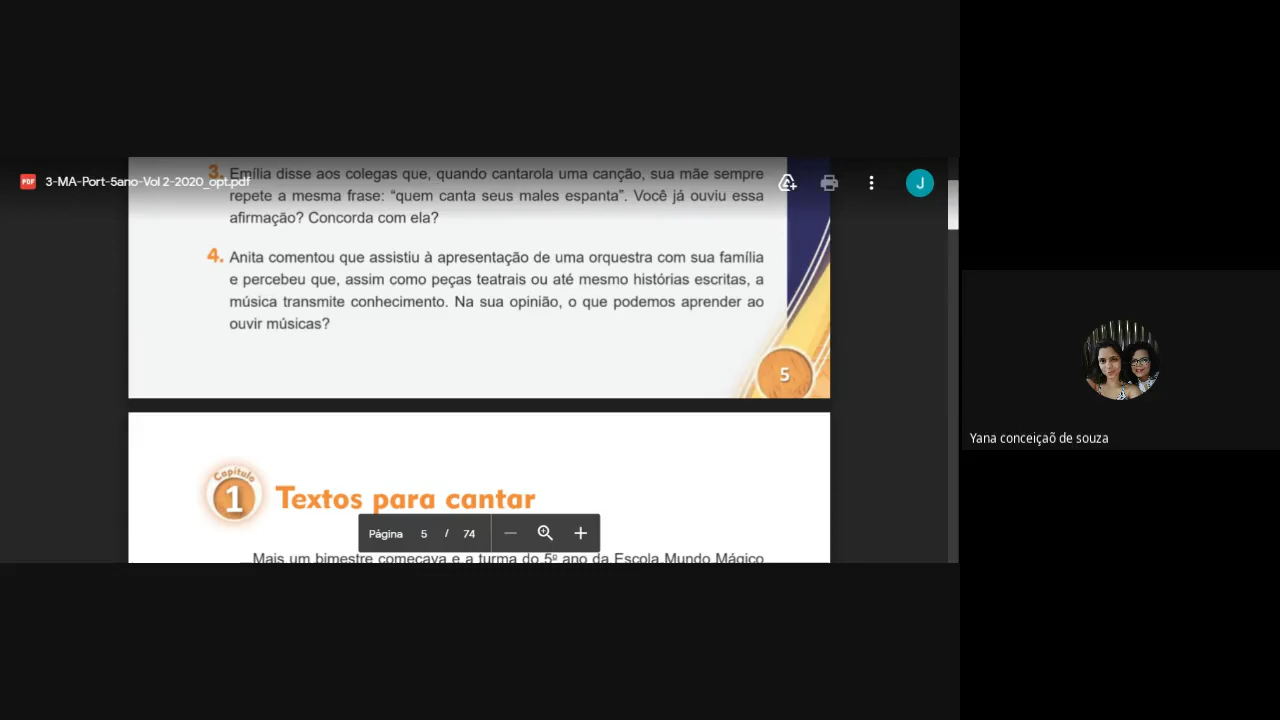 3. Emília disse aos colegas que, quando cantarola uma canção, sua mãe sempre
3-MA-Port-5ano-Vol 2-2020_opt.pdf
PDF
J
repete a mesma frase: “quem canta seus males espanta”. Você já ouviu essa
afirmação? Concorda com ela?
4. Anita comentou que assistiu à apresentação de uma orquestra com sua família
e percebeu que, assim como peças teatrais ou até mesmo histórias escritas, a
música transmite conhecimento. Na sua opinião, o que podemos aprender ao
ouvir músicas?
5
Yana conceiçaõ de souza
Capítulo
1 Textos para cantar
Página 5 / 74
Mais um bimestre começava e a turma do 5º ano da Escola Mundo Mágico